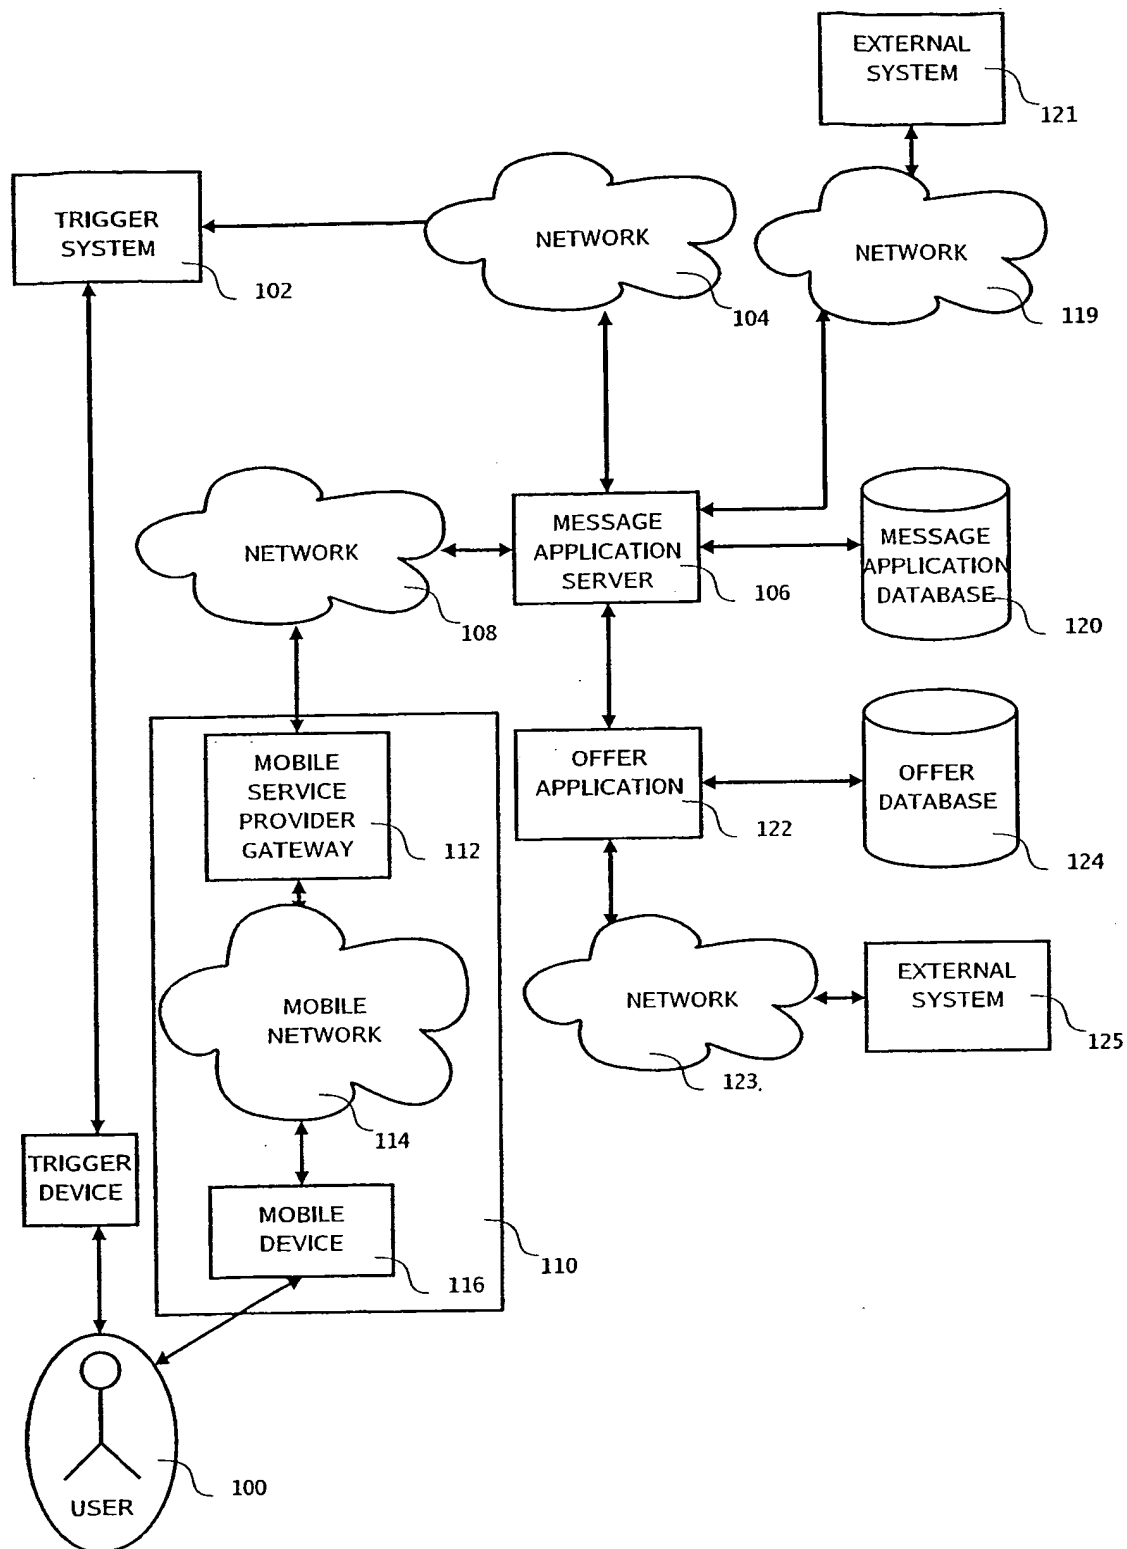 EXTERNAL
SYSTEM
121
TRIGGER
SYSTEM
102
NETWORK
104
NETWORK
119
MESSAGE
APPLICATION
SERVER
106
MESSAGE
APPLICATION
DATABASE
120
NETWORK
108
MOBILE
SERVICE
PROVIDER
GATEWAY
112
OFFER
APPLICATION
122
OFFER
DATABASE
124
MOBILE
NETWORK
114
NETWORK
123.
EXTERNAL
SYSTEM
125
TRIGGER
DEVICE
MOBILE
DEVICE
116
110
USER
100